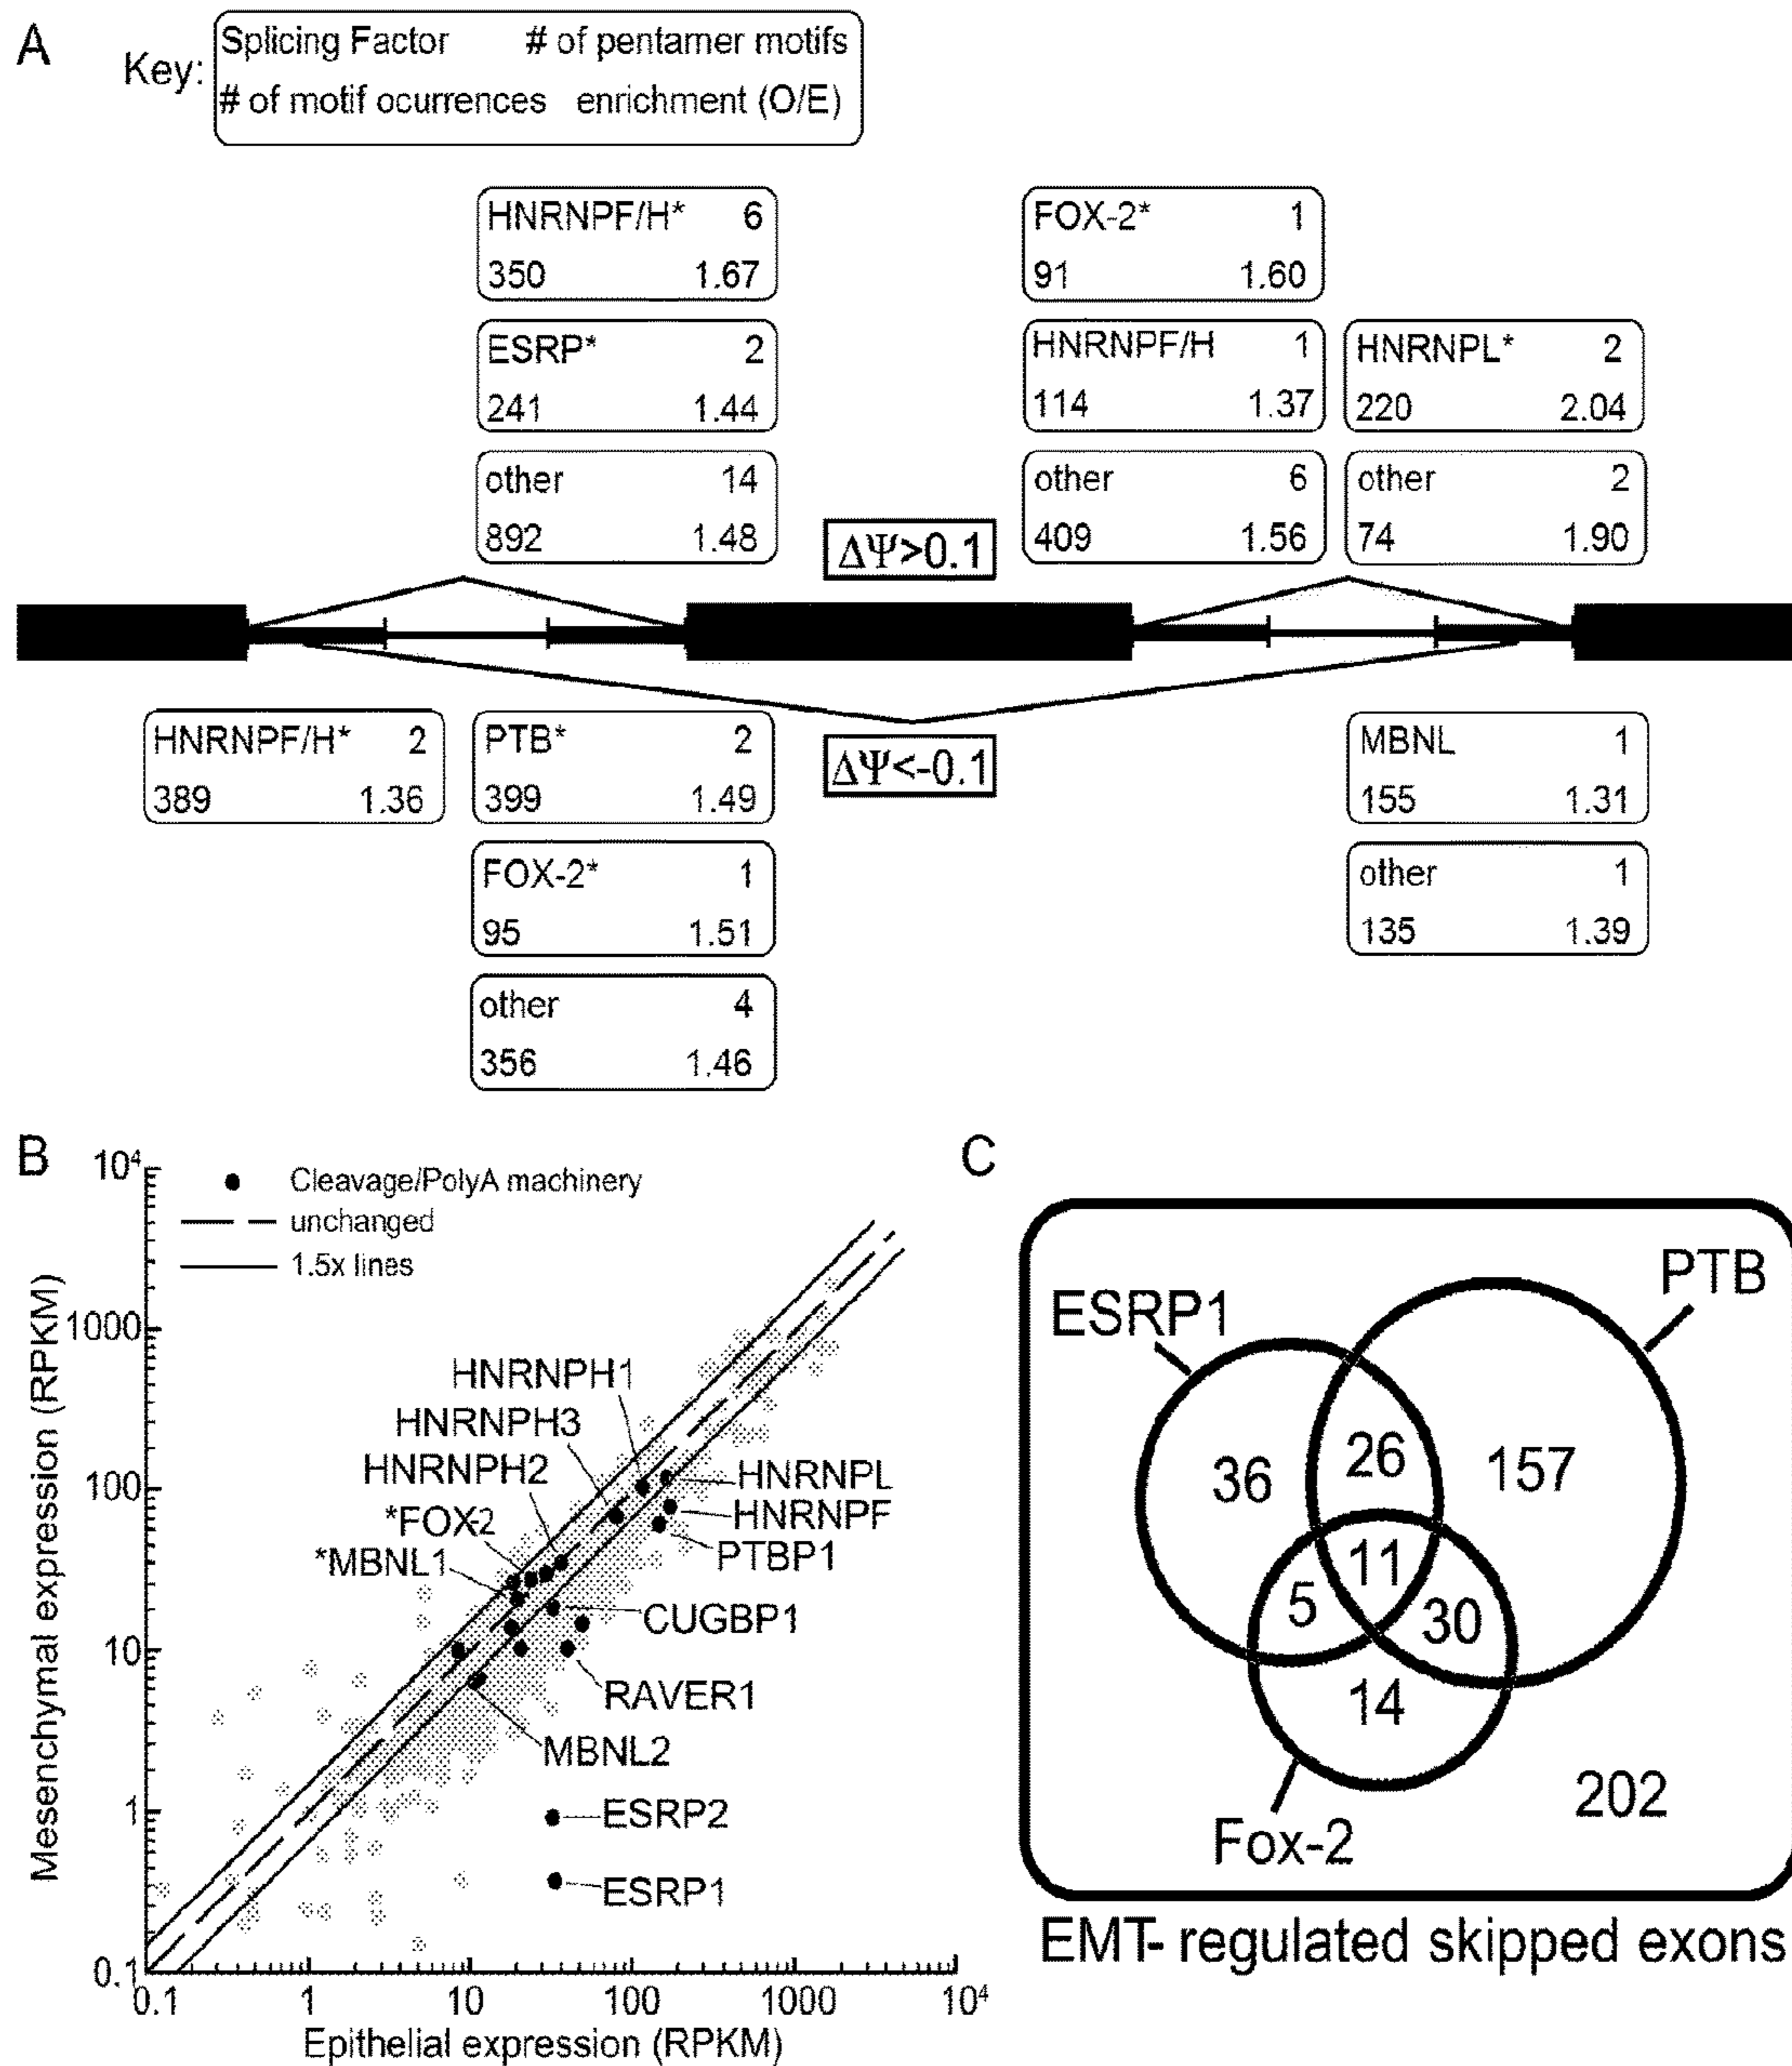 A
Key:
Splicing Factor # of pentamer motifs
# of motif ocurrences enrichment (O/E)
HNRNPF/H* 6
350 1.67
ESRP* 2
241 1.44
other 14
892 1.48
FOX-2* 1
91 1.60
HNRNPF/H 1
114 1.37
other 6
409 1.56
HNRNPL* 2
220 2.04
other 2
74 1.90
ΔΨ>0.1
ΔΨ<-0.1
HNRNPF/H* 2
389 1.36
PTB* 2
399 1.49
FOX-2* 1
95 1.51
other 4
356 1.46
MBNL 1
155 1.31
other 1
135 1.39
B
Cleavage/PolyA machinery
unchanged
1.5x lines
Mesenchymal expression (RPKM)
10⁴
1000
100
10
1
0.1
HNRNPH1
HNRNPH3
HNRNPH2
*FOX-2
*MBNL1
HNRNPL
HNRNPF
PTBP1
CUGBP1
RAVER1
MBNL2
ESRP2
ESRP1
0.1 1 10 100 1000 10⁴
Epithelial expression (RPKM)
C
ESRP1
PTB
36
26
157
11
5
30
14
Fox-2
202
EMT- regulated skipped exons